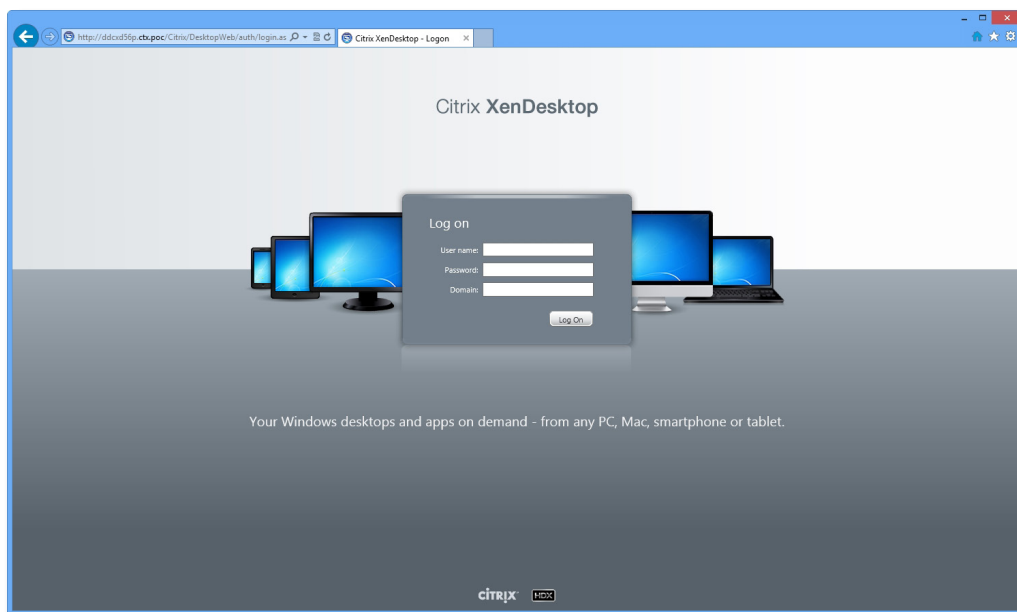 http://ddcxd56p.ctx.poc/Citrix/DesktopWeb/auth/login.as
Citrix XenDesktop - Logon
Citrix XenDesktop
Log on
User name:
Password:
Domain:
Log On
Your Windows desktops and apps on demand - from any PC, Mac, smartphone or tablet.
CITRIX HDX